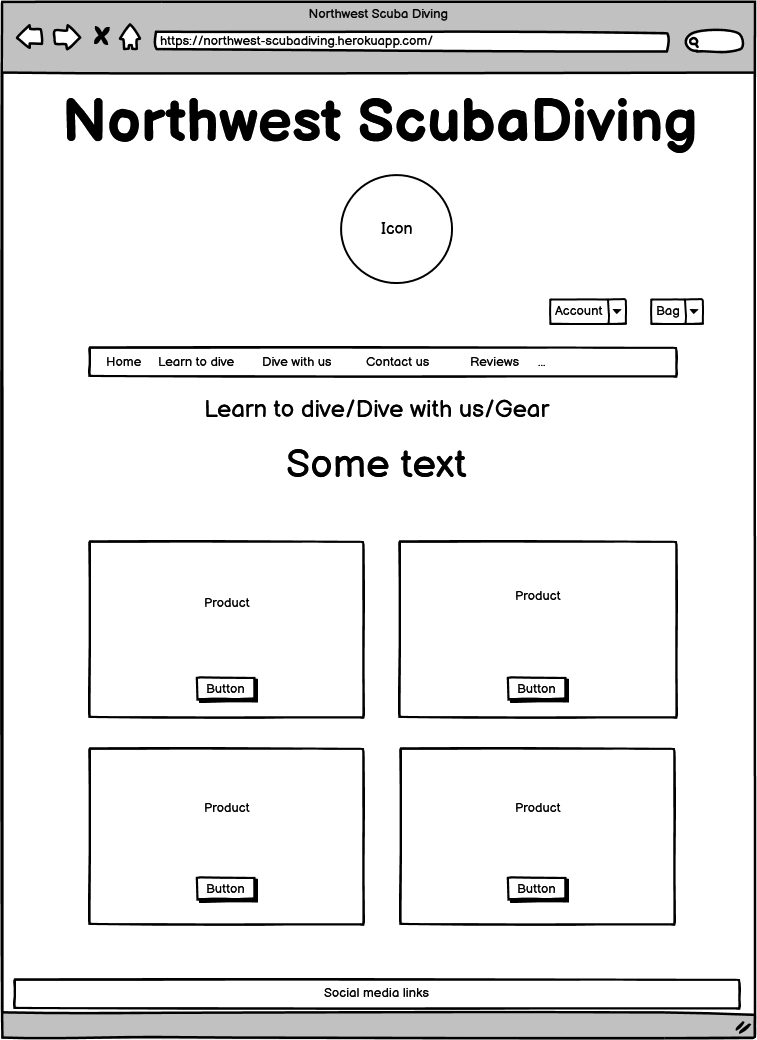 Northwest Scuba Diving
https://northwest-scubadiving.herokuapp.com/
Northwest ScubaDiving
Icon
Account Bag
Home Learn to dive Dive with us Contact us Reviews ...
Learn to dive/Dive with us/Gear
Some text
Product Product
Button Button
Product Product
Button Button
Social media links